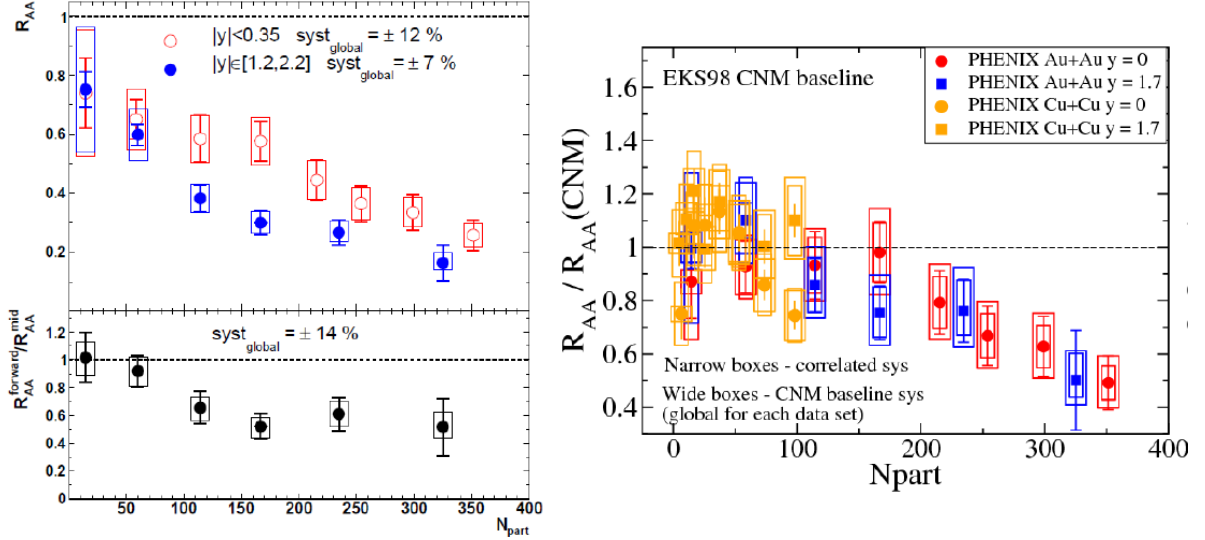 R_AA
|y|<0.35 syst_global = ± 12 %
|y|∈[1.2,2.2] syst_global = ± 7 %
1
0.8
0.6
0.4
0.2
R_AA^forward/R_AA^mid
syst_global = ± 14 %
1.2
1
0.8
0.6
0.4
0.2
0
50 100 150 200 250 300 350 400
N_part
R_AA / R_AA(CNM)
EKS98 CNM baseline
PHENIX Au+Au y = 0
PHENIX Au+Au y = 1.7
PHENIX Cu+Cu y = 0
PHENIX Cu+Cu y = 1.7
1.6
1.4
1.2
1
0.8
0.6
0.4
Narrow boxes - correlated sys
Wide boxes - CNM baseline sys
(global for each data set)
0 100 200 300 400
Npart